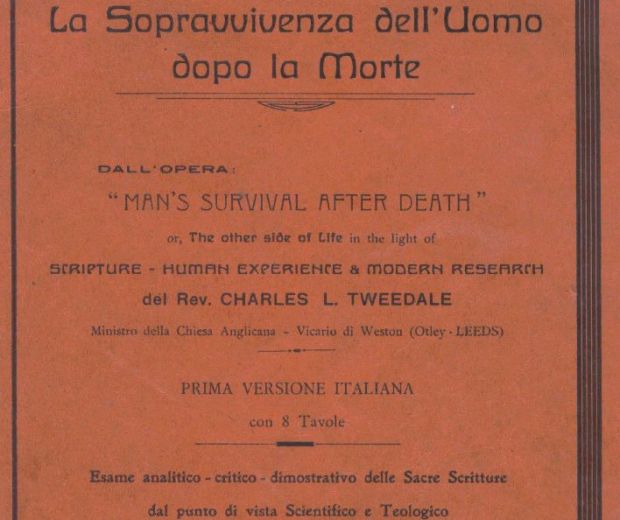 La Sopravvivenza dell'Uomo
dopo la Morte
DALL'OPERA:
“MAN'S SURVIVAL AFTER DEATH”
or, The other side of Life in the light of
SCRIPTURE - HUMAN EXPERIENCE & MODERN RESEARCH
del Rev. CHARLES L. TWEEDALE
Ministro della Chiesa Anglicana - Vicario di Weston (Otley - LEEDS)
PRIMA VERSIONE ITALIANA
con 8 Tavole
Esame analitico - critico - dimostrativo delle Sacre Scritture
dal punto di vista Scientifico e Teologico